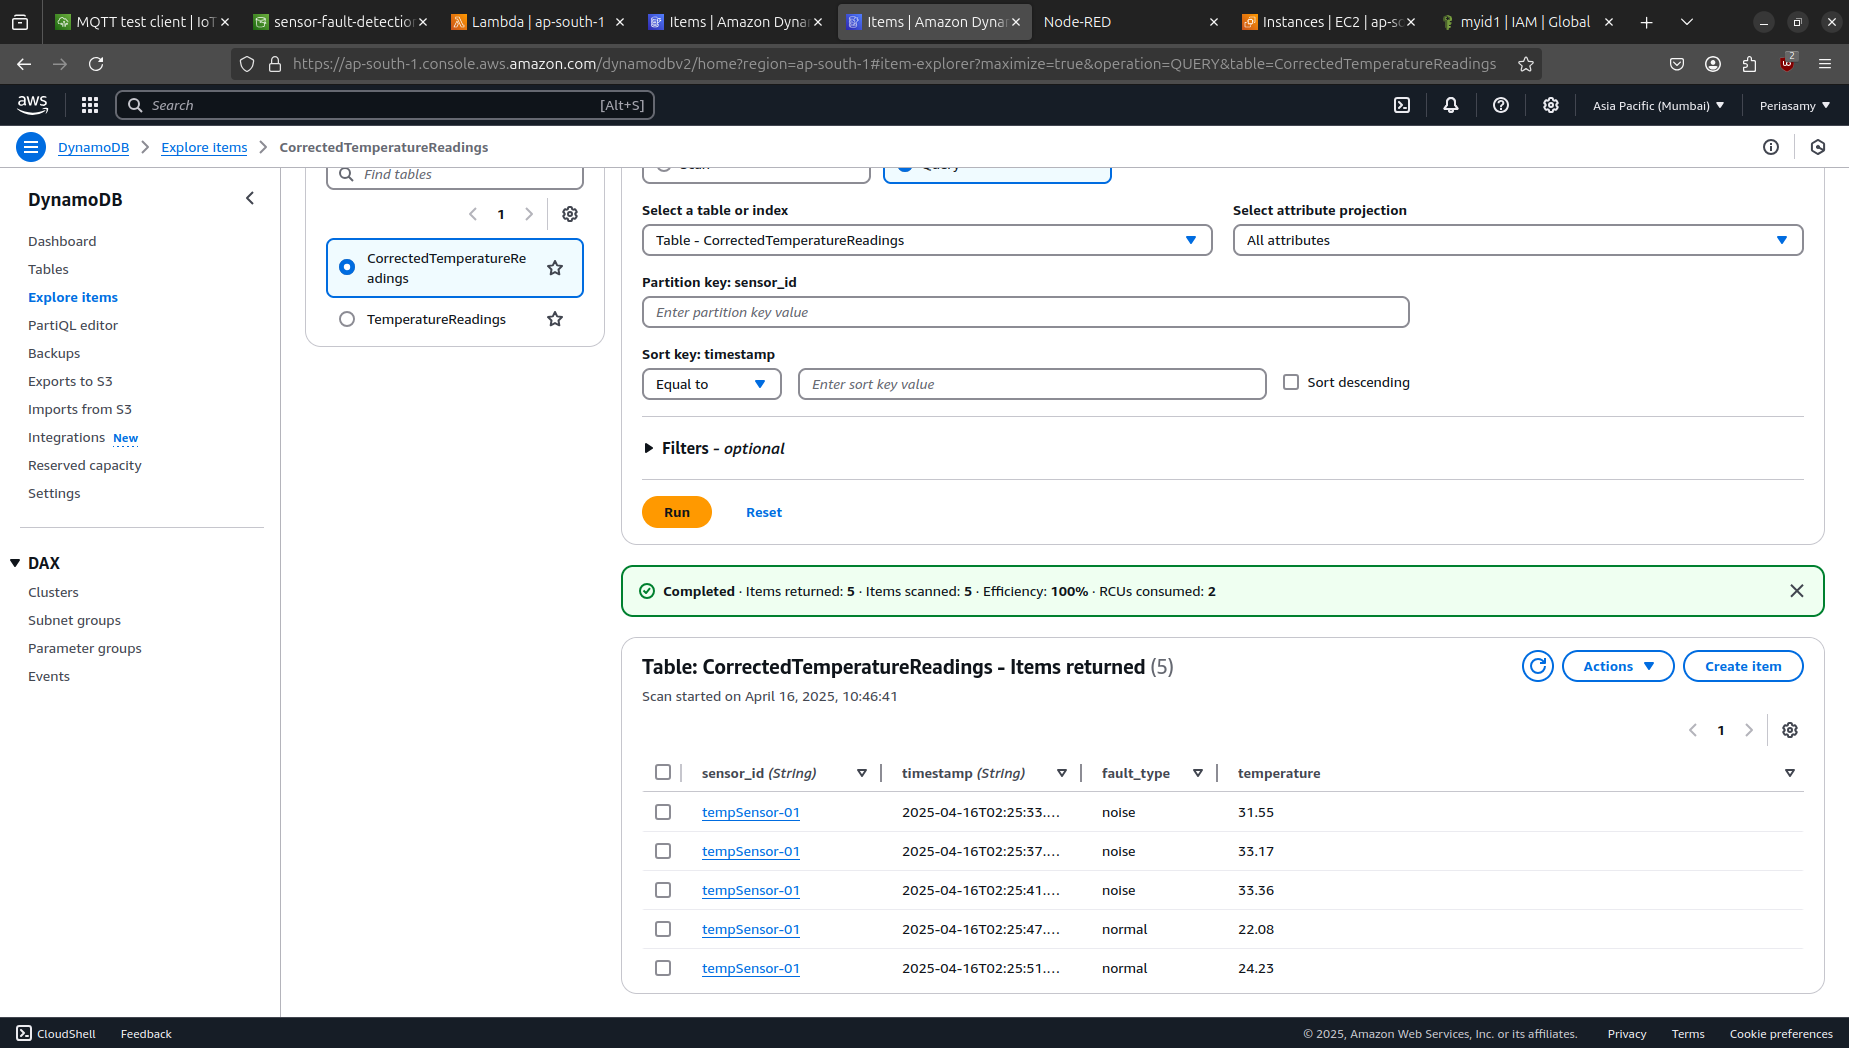 MQTT test client | IoT
sensor-fault-detection
Lambda | ap-south-1
Items | Amazon Dyna
Items | Amazon Dyna
Node-RED
Instances | EC2 | ap-so
myid1 | IAM | Global
https://ap-south-1.console.aws.amazon.com/dynamodbv2/home?region=ap-south-1#item-explorer?maximize=true&operation=QUERY&table=CorrectedTemperatureReadings
2
aws
Search
[Alt+S]
Asia Pacific (Mumbai)
Periasamy
DynamoDB
Explore items
CorrectedTemperatureReadings
DynamoDB
Dashboard
Tables
Explore items
PartiQL editor
Backups
Exports to S3
Imports from S3
Integrations New
Reserved capacity
Settings
DAX
Clusters
Subnet groups
Parameter groups
Events
Find tables
1
CorrectedTemperatureRe
adings
TemperatureReadings
Scan
Query
Select a table or index
Table - CorrectedTemperatureReadings
Select attribute projection
All attributes
Partition key: sensor_id
Enter partition key value
Sort key: timestamp
Equal to
Enter sort key value
Sort descending
Filters - optional
Run
Reset
Completed · Items returned: 5 · Items scanned: 5 · Efficiency: 100% · RCUs consumed: 2
Table: CorrectedTemperatureReadings - Items returned (5)
Scan started on April 16, 2025, 10:46:41
Actions
Create item
1
sensor_id (String) timestamp (String) fault_type temperature
tempSensor-01 2025-04-16T02:25:33.… noise 31.55
tempSensor-01 2025-04-16T02:25:37.… noise 33.17
tempSensor-01 2025-04-16T02:25:41.… noise 33.36
tempSensor-01 2025-04-16T02:25:47.… normal 22.08
tempSensor-01 2025-04-16T02:25:51.… normal 24.23
CloudShell
Feedback
© 2025, Amazon Web Services, Inc. or its affiliates.
Privacy
Terms
Cookie preferences